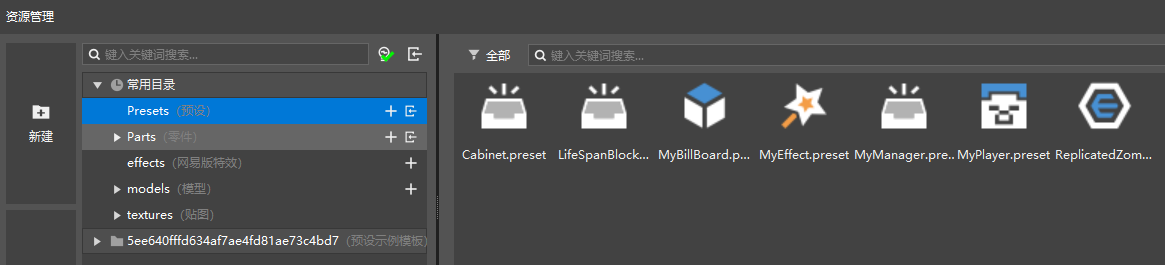 资源管理
新建
键入关键词搜索...
常用目录
Presets (预设)
Parts (零件)
effects (网易版特效)
models (模型)
textures (贴图)
5ee640fffd634af7ae4fd81ae73c4bd7 (预设示例模板)
全部
键入关键词搜索...
Cabinet.preset
LifeSpanBlock...
MyBillBoard.p...
MyEffect.preset
MyManager.pre..
MyPlayer.preset
ReplicatedZom...